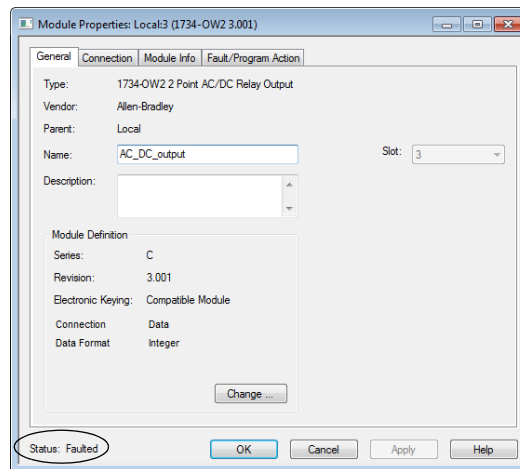 Module Properties: Local:3 (1734-OW2 3.001)
General Connection Module Info Fault/Program Action
Type: 1734-OW2 2 Point AC/DC Relay Output
Vendor: Allen-Bradley
Parent: Local
Name: AC_DC_output Slot: 3
Description:
Module Definition
Series: C
Revision: 3.001
Electronic Keying: Compatible Module
Connection Data
Data Format Integer
Change ...
Status: Faulted OK Cancel Apply Help